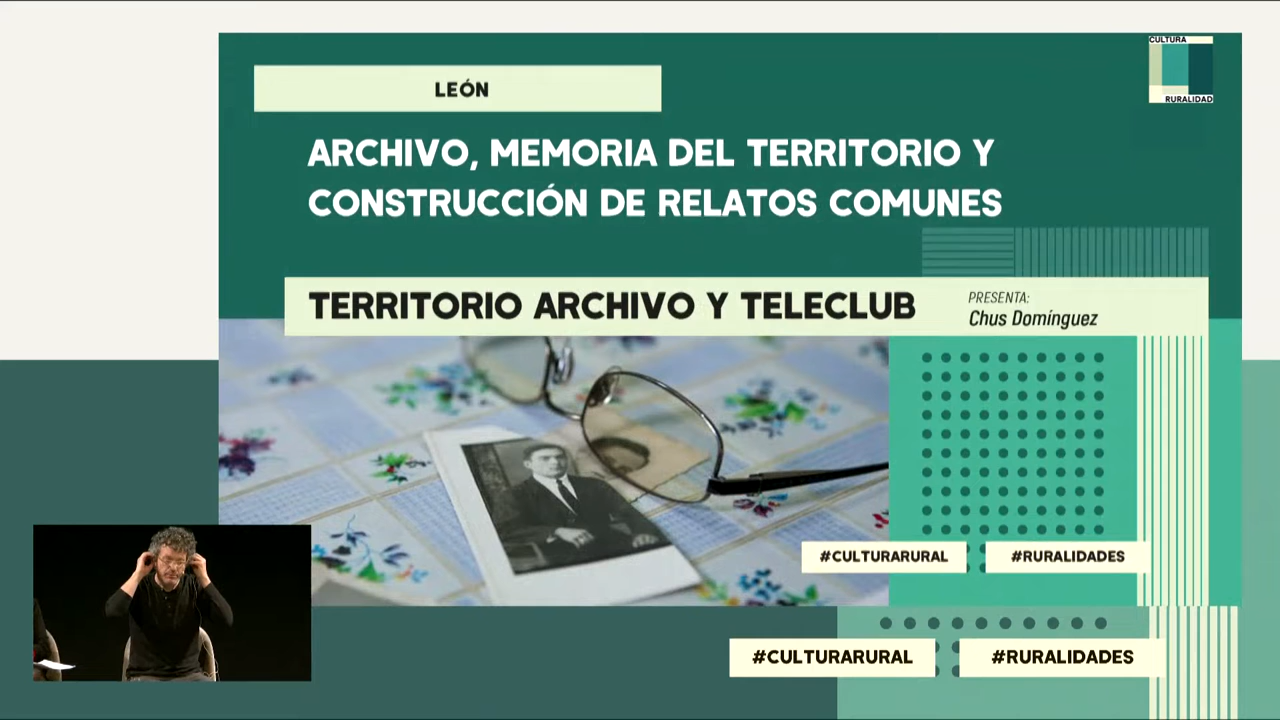 CULTURA
RURALIDAD
LEÓN
ARCHIVO, MEMORIA DEL TERRITORIO Y
CONSTRUCCIÓN DE RELATOS COMUNES
TERRITORIO ARCHIVO Y TELECLUB
PRESENTA:
Chus Domínguez
#CULTURARURAL
#RURALIDADES
#CULTURARURAL
#RURALIDADES